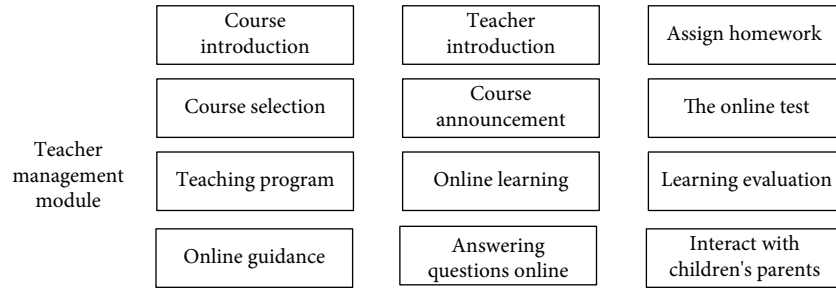 Course
introduction
Teacher
introduction
Assign homework
Course selection
Course
announcement
The online test
Teacher
management
module
Teaching program
Online learning
Learning evaluation
Online guidance
Answering
questions online
Interact with
children's parents